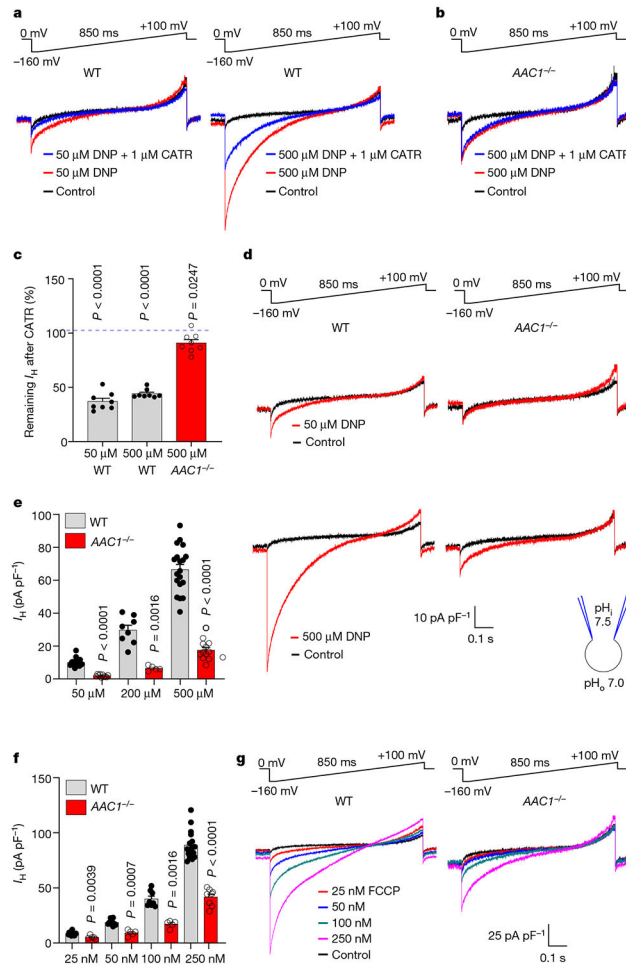 a
b
0 mV 850 ms +100 mV
−160 mV
WT
50 μM DNP + 1 μM CATR
50 μM DNP
Control
0 mV 850 ms +100 mV
−160 mV
WT
500 μM DNP + 1 μM CATR
500 μM DNP
Control
0 mV 850 ms +100 mV
−160 mV
AAC1−/−
500 μM DNP + 1 μM CATR
500 μM DNP
Control
c
Remaining IH after CATR (%)
150
100
50
0
P < 0.0001
P < 0.0001
P = 0.0247
50 μM 500 μM 500 μM
WT WT AAC1−/−
d
0 mV 850 ms +100 mV
−160 mV
WT
50 μM DNP
Control
0 mV 850 ms +100 mV
−160 mV
AAC1−/−
500 μM DNP
Control
10 pA pF−1
0.1 s
pHi
7.5
pHo 7.0
e
WT
AAC1−/−
IH (pA pF−1)
100
80
60
40
20
0
P < 0.0001
P = 0.0016
P < 0.0001
50 μM 200 μM 500 μM
f
WT
AAC1−/−
IH (pA pF−1)
150
100
50
0
P = 0.0039
P = 0.0007
P = 0.0016
P < 0.0001
25 nM 50 nM 100 nM 250 nM
g
0 mV 850 ms +100 mV
−160 mV
WT
25 nM FCCP
50 nM
100 nM
250 nM
Control
0 mV 850 ms +100 mV
−160 mV
AAC1−/−
25 pA pF−1
0.1 s